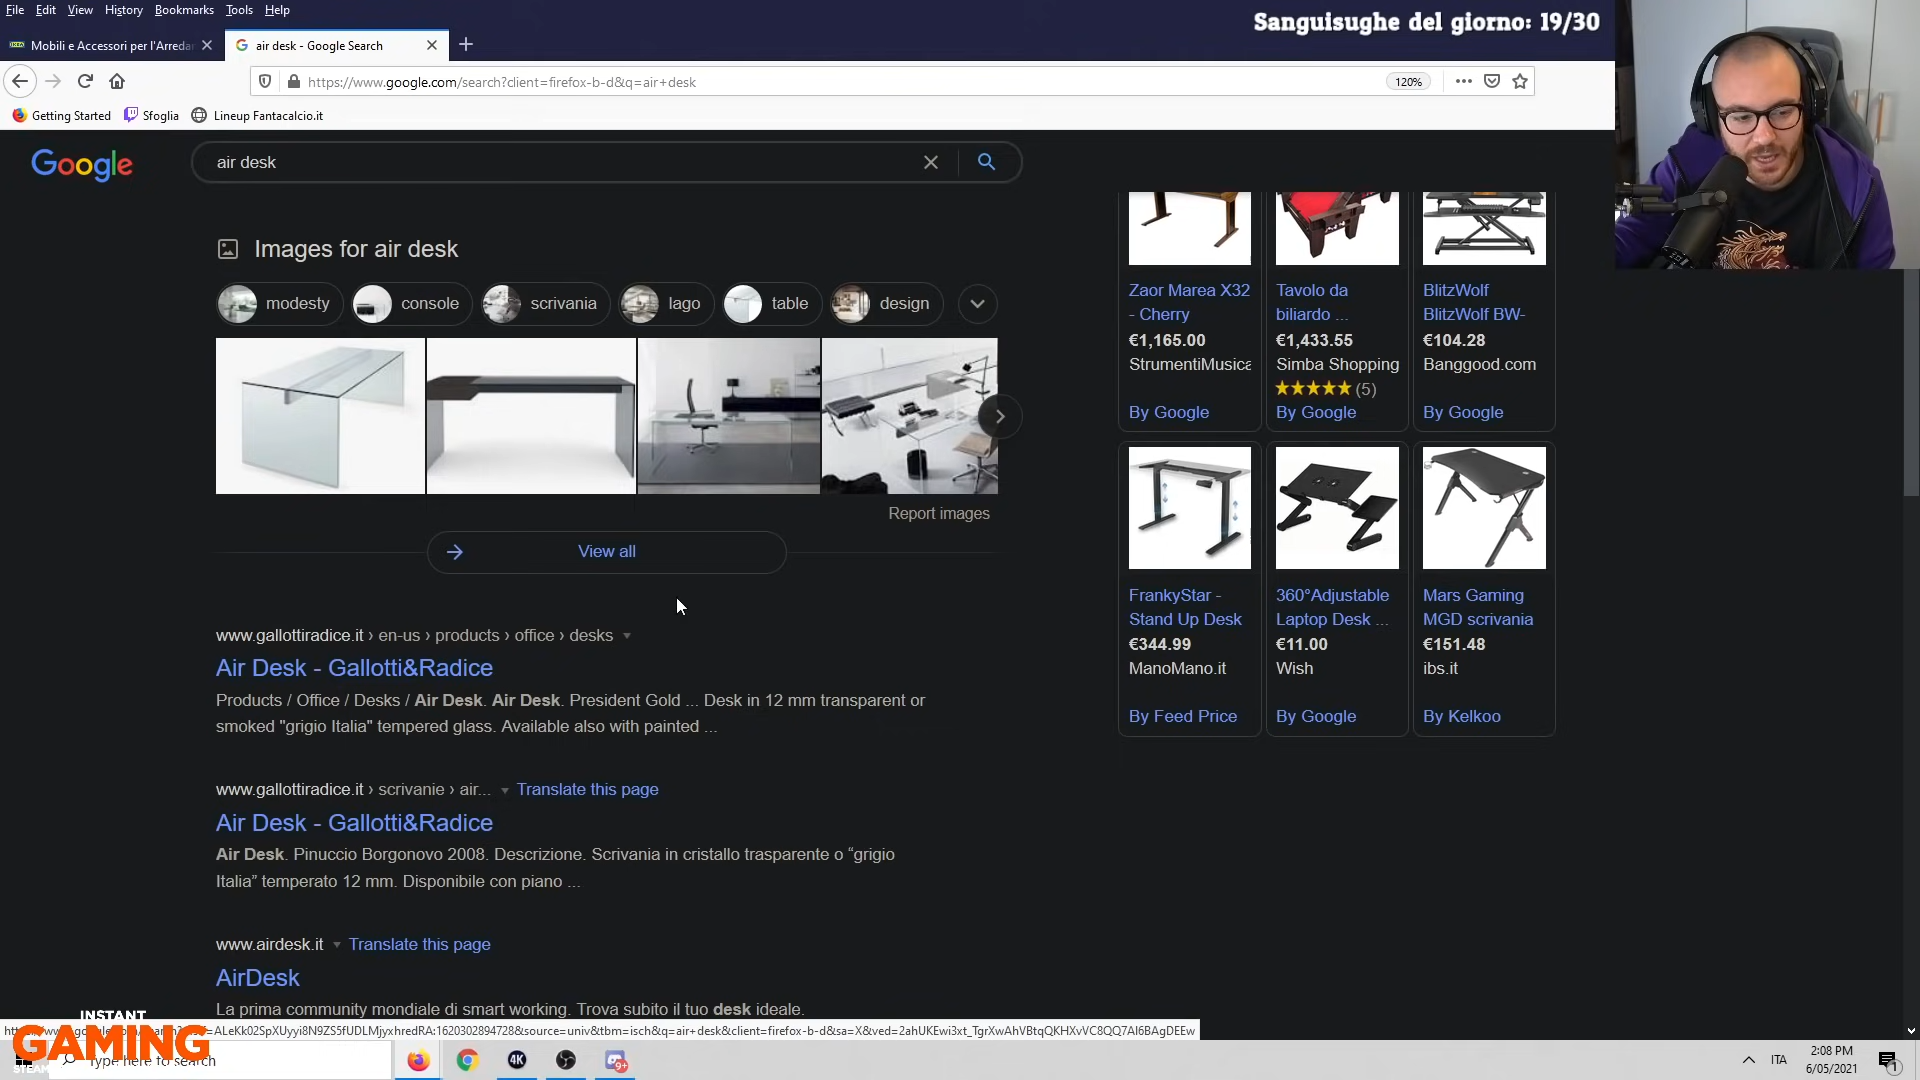 File Edit View History Bookmarks Tools Help
Sanguisughe del giorno: 19/30
IKEA Mobili e Accessori per l'Arreda
air desk - Google Search
https://www.google.com/search?client=firefox-b-d&q=air+desk
120%
Getting Started Sfoglia Lineup Fantacalcio.it
Google
air desk
Images for air desk
modesty console scrivania lago table design
Report images
View all
www.gallottiradice.it › en-us › products › office › desks
Air Desk - Gallotti&Radice
Products / Office / Desks / Air Desk. Air Desk. President Gold ... Desk in 12 mm transparent or
smoked "grigio Italia" tempered glass. Available also with painted ...
www.gallottiradice.it › scrivanie › air... Translate this page
Air Desk - Gallotti&Radice
Air Desk. Pinuccio Borgonovo 2008. Descrizione. Scrivania in cristallo trasparente o “grigio
Italia” temperato 12 mm. Disponibile con piano ...
www.airdesk.it Translate this page
AirDesk
La prima community mondiale di smart working. Trova subito il tuo desk ideale.
Zaor Marea X32
- Cherry
€1,165.00
StrumentiMusica
By Google
Tavolo da
biliardo ...
€1,433.55
Simba Shopping
(5)
By Google
BlitzWolf
BlitzWolf BW-
€104.28
Banggood.com
By Google
FrankyStar -
Stand Up Desk
€344.99
ManoMano.it
By Feed Price
360°Adjustable
Laptop Desk ...
€11.00
Wish
By Google
Mars Gaming
MGD scrivania
€151.48
ibs.it
By Kelkoo
INSTANT
GAMING
Type here to search
4K
9+
ITA
2:08 PM
6/05/2021
1